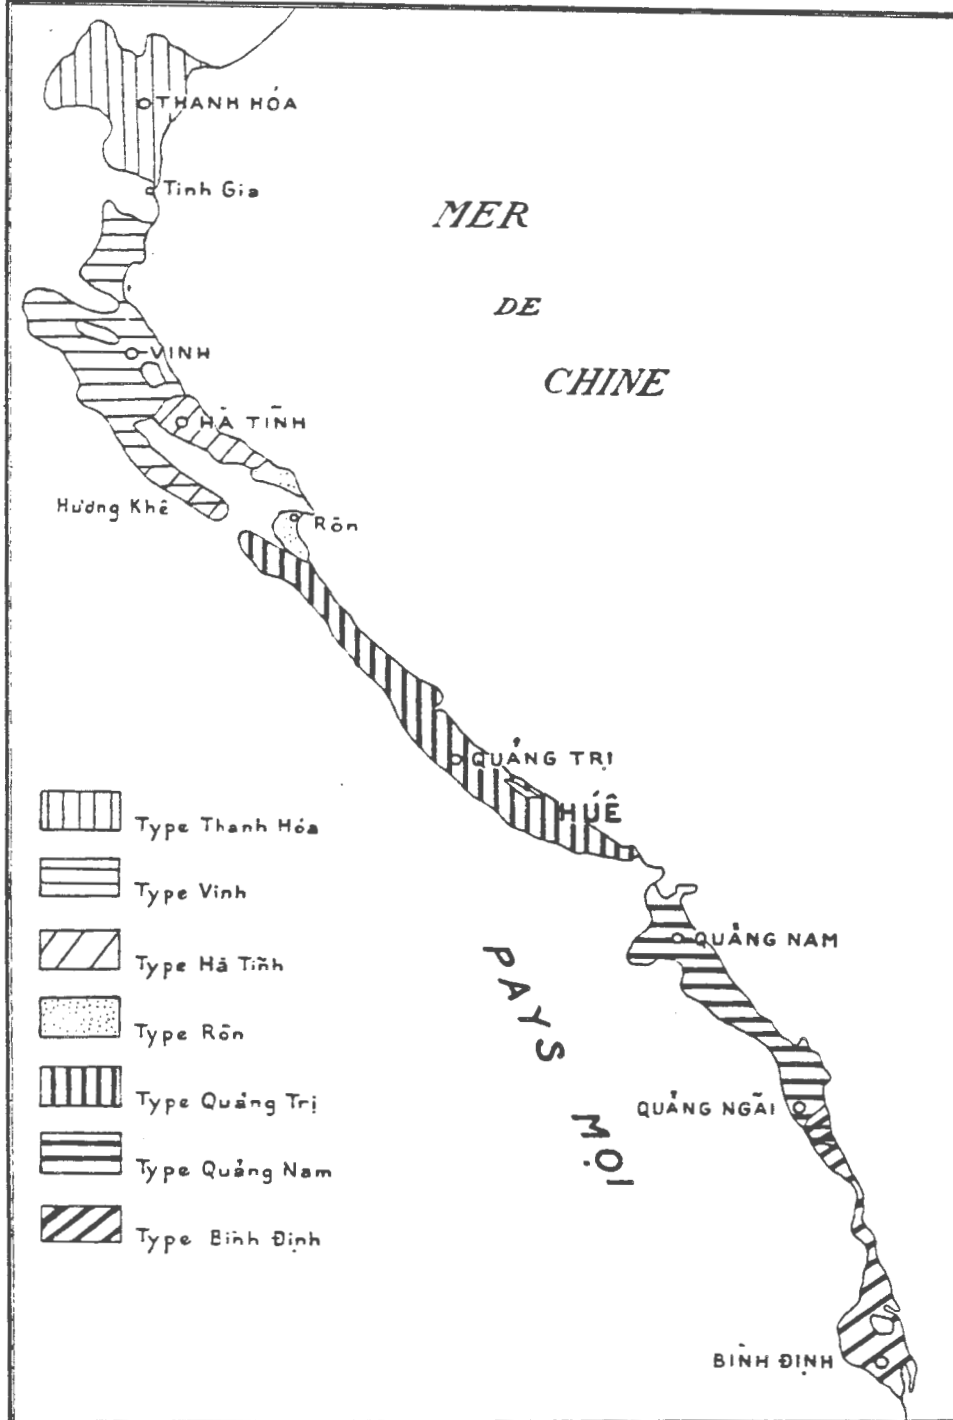 THANH HÓA
Tinh Gia
MER
DE
CHINE
VINH
HÀ TĨNH
Hương Khê
Rôn
QUẢNG TRỊ
HUÊ
QUẢNG NAM
PAYS MỌI
QUẢNG NGÃI
BÌNH ĐỊNH
Type Thanh Hóa
Type Vinh
Type Hà Tĩnh
Type Rôn
Type Quảng Trị
Type Quảng Nam
Type Bình Định